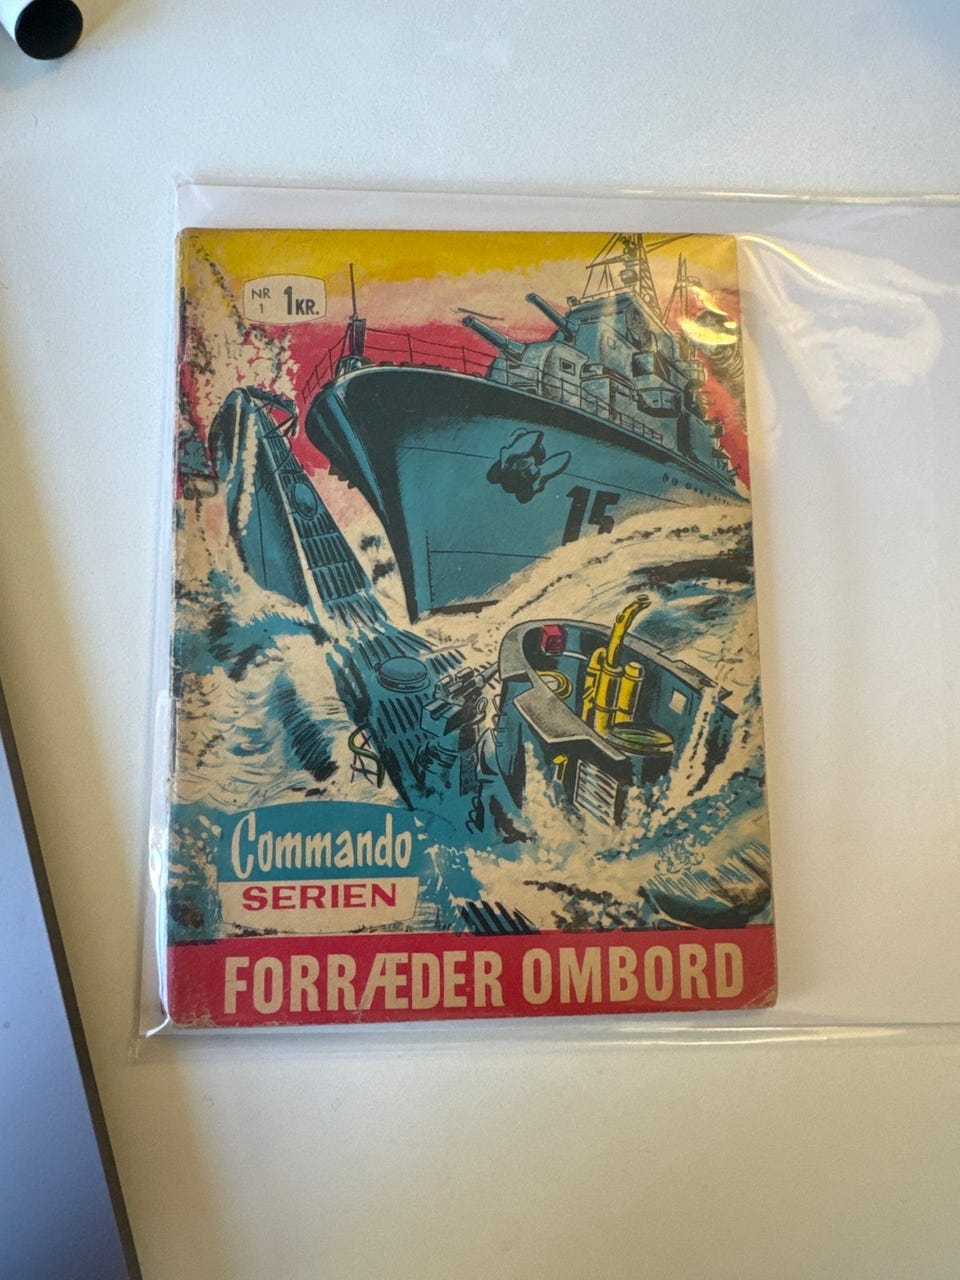 NR 1 1KR.
15
Commando
SERIEN
FORRÆDER OMBORD